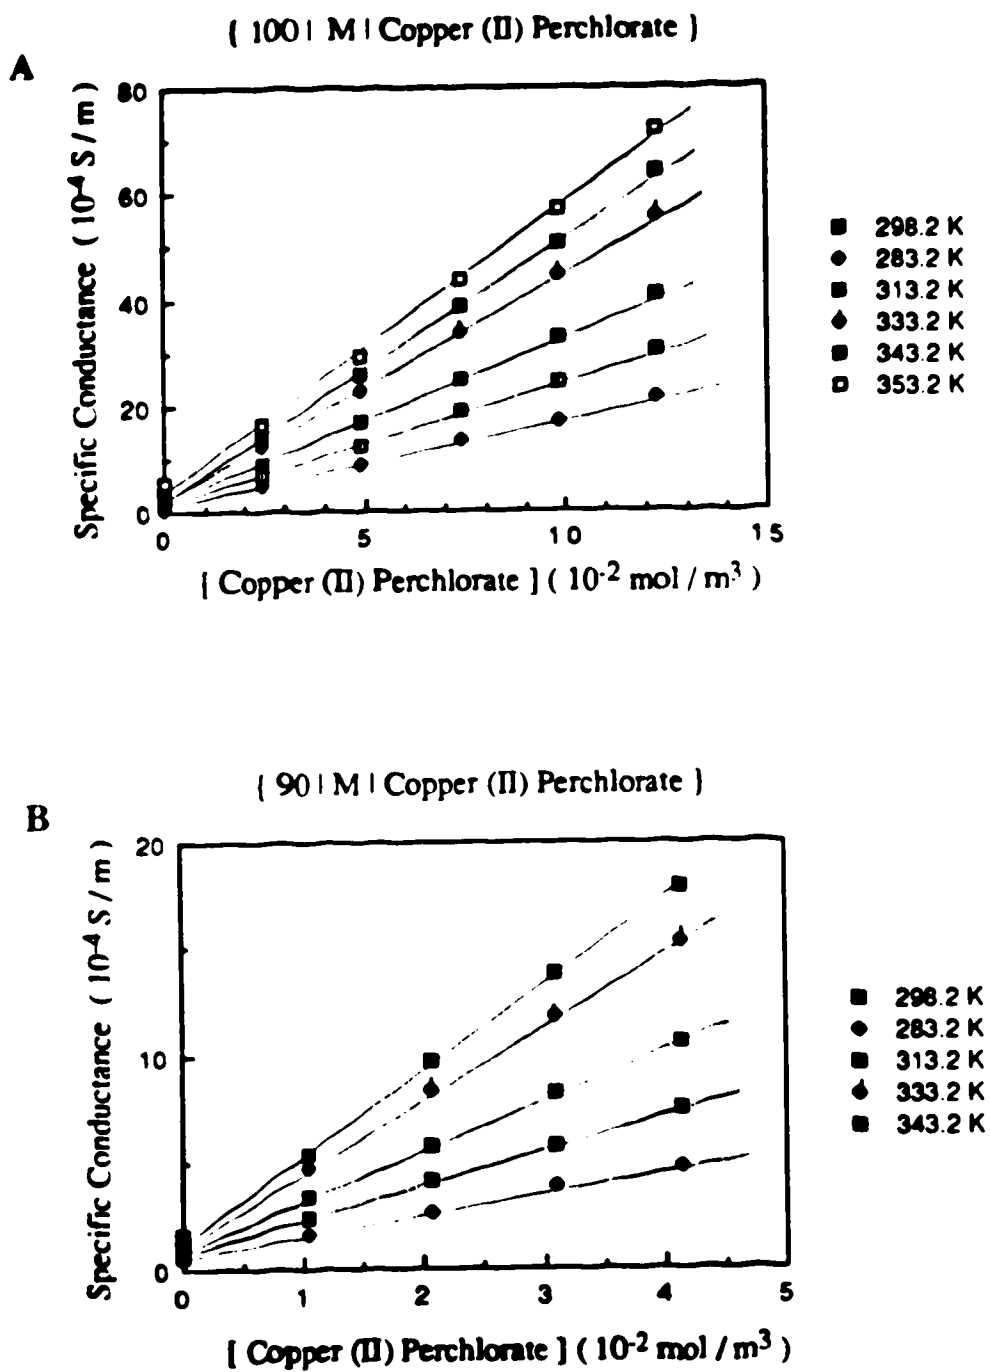 { 100 | M | Copper (II) Perchlorate }
A
Specific Conductance ( 10-4 S / m )
80
60
40
20
0
0 5 10 15
[ Copper (II) Perchlorate ] ( 10-2 mol / m3 )
298.2 K
283.2 K
313.2 K
333.2 K
343.2 K
353.2 K
{ 90 | M | Copper (II) Perchlorate }
B
Specific Conductance ( 10-4 S / m )
20
10
0
0 1 2 3 4 5
[ Copper (II) Perchlorate ] ( 10-2 mol / m3 )
298.2 K
283.2 K
313.2 K
333.2 K
343.2 K